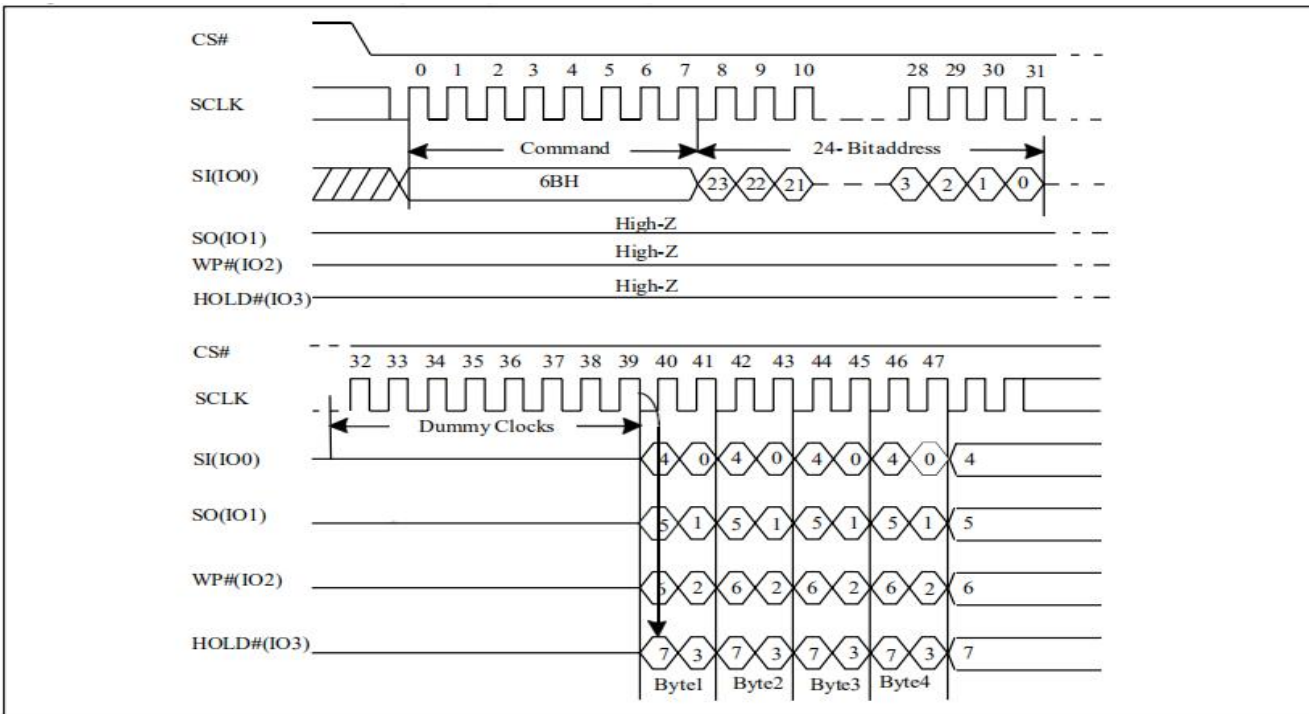 CS#
0 1 2 3 4 5 6 7 8 9 10 28 29 30 31
SCLK
Command 24- Bitaddress
SI(IO0) 6BH 23 22 21 3 2 1 0
High-Z
SO(IO1)
High-Z
WP#(IO2)
High-Z
HOLD#(IO3)
CS#
32 33 34 35 36 37 38 39 40 41 42 43 44 45 46 47
SCLK
Dummy Clocks
SI(IO0) 4 0 4 0 4 0 4 0 4
SO(IO1) 5 1 5 1 5 1 5 1 5
WP#(IO2) 6 2 6 2 6 2 6 2 6
HOLD#(IO3) 7 3 7 3 7 3 7 3 7
Byte1 Byte2 Byte3 Byte4